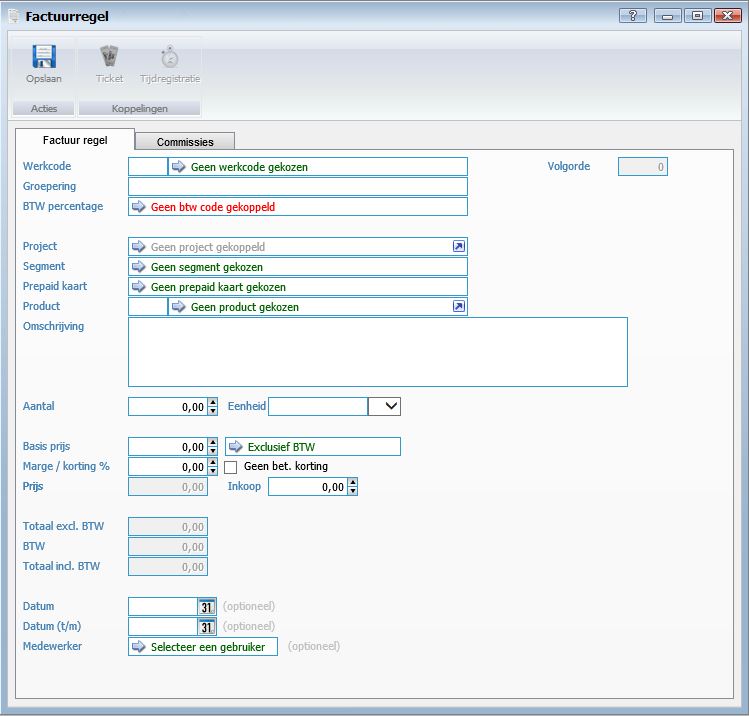 Factuurregel ?
Opslaan Ticket Tijdregistratie
Acties Koppelingen
Factuur regel Commissies
Werkcode Geen werkcode gekozen Volgorde 0
Groepering
BTW percentage Geen btw code gekoppeld
Project Geen project gekoppeld
Segment Geen segment gekozen
Prepaid kaart Geen prepaid kaart gekozen
Product Geen product gekozen
Omschrijving
Aantal 0,00 Eenheid
Basis prijs 0,00 Exclusief BTW
Marge / korting % 0,00 Geen bet. korting
Prijs 0,00 Inkoop 0,00
Totaal excl. BTW 0,00
BTW 0,00
Totaal incl. BTW 0,00
Datum 31 (optioneel)
Datum (t/m) 31 (optioneel)
Medewerker Selecteer een gebruiker (optioneel)